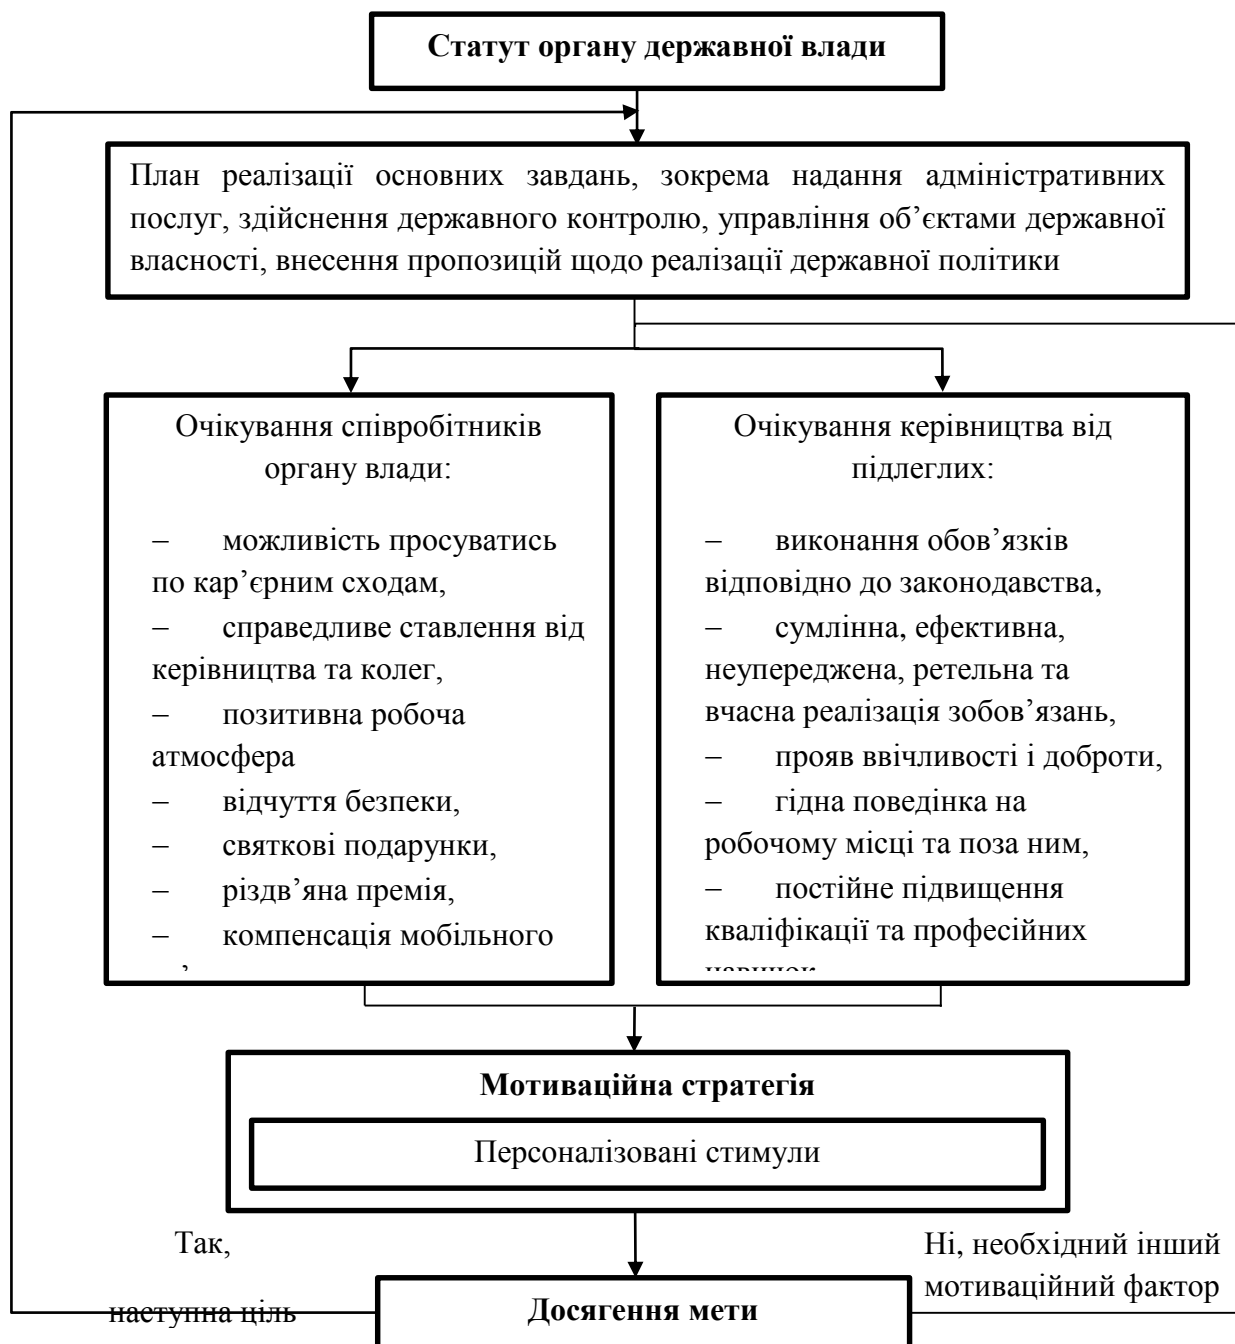 Статут органу державної влади
План реалізації основних завдань, зокрема надання адміністративних
послуг, здійснення державного контролю, управління об’єктами державної
власності, внесення пропозицій щодо реалізації державної політики
Очікування співробітників
органу влади:
– можливість просуватись
по кар’єрним сходам,
– справедливе ставлення від
керівництва та колег,
– позитивна робоча
атмосфера
– відчуття безпеки,
– святкові подарунки,
– різдв’яна премія,
– компенсація мобільного
Очікування керівництва від
підлеглих:
– виконання обов’язків
відповідно до законодавства,
– сумлінна, ефективна,
неупереджена, ретельна та
вчасна реалізація зобов’язань,
– прояв ввічливості і доброти,
– гідна поведінка на
робочому місці та поза ним,
– постійне підвищення
кваліфікації та професійних
Мотиваційна стратегія
Персоналізовані стимули
Так,
наступна ціль
Ні, необхідний інший
мотиваційний фактор
Досягення мети